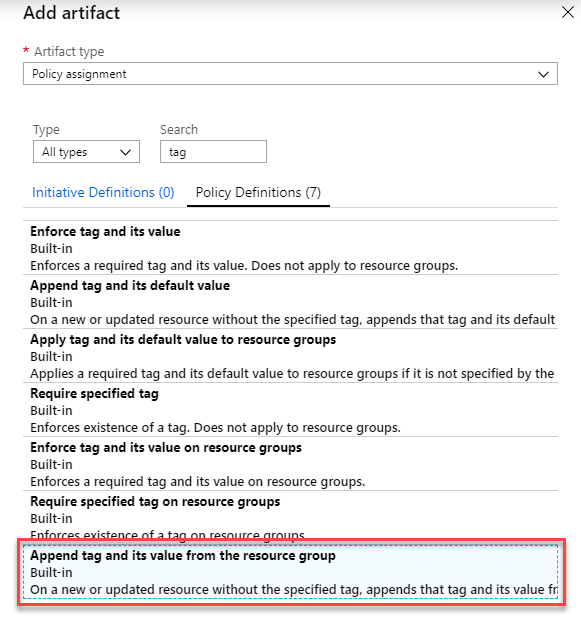 Add artifact
* Artifact type
Policy assignment
Type
Search
All types
tag
Initiative Definitions (0)
Policy Definitions (7)
Enforce tag and its value
Built-in
Enforces a required tag and its value. Does not apply to resource groups.
Append tag and its default value
Built-in
On a new or updated resource without the specified tag, appends that tag and its default
Apply tag and its default value to resource groups
Built-in
Applies a required tag and its default value to resource groups if it is not specified by the
Require specified tag
Built-in
Enforces existence of a tag. Does not apply to resource groups.
Enforce tag and its value on resource groups
Built-in
Enforces a required tag and its value on resource groups.
Require specified tag on resource groups
Built-in
Enforces existence of a tag on resource groups
Append tag and its value from the resource group
Built-in
On a new or updated resource without the specified tag, appends that tag and its value